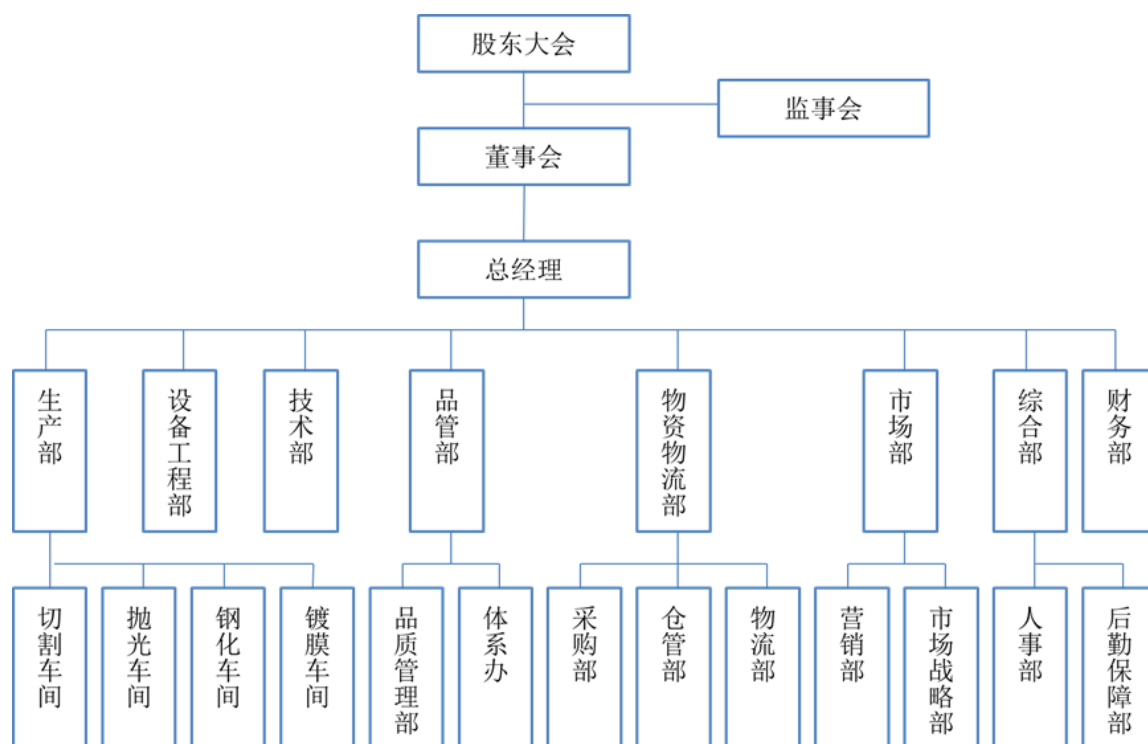 股东大会
监事会
董事会
总经理
生产部
设备工程部
技术部
品管部
物资物流部
市场部
综合部
财务部
切割车间
抛光车间
钢化车间
镀膜车间
品质管理部
体系办
采购部
仓管部
物流部
营销部
市场战略部
人事部
后勤保障部